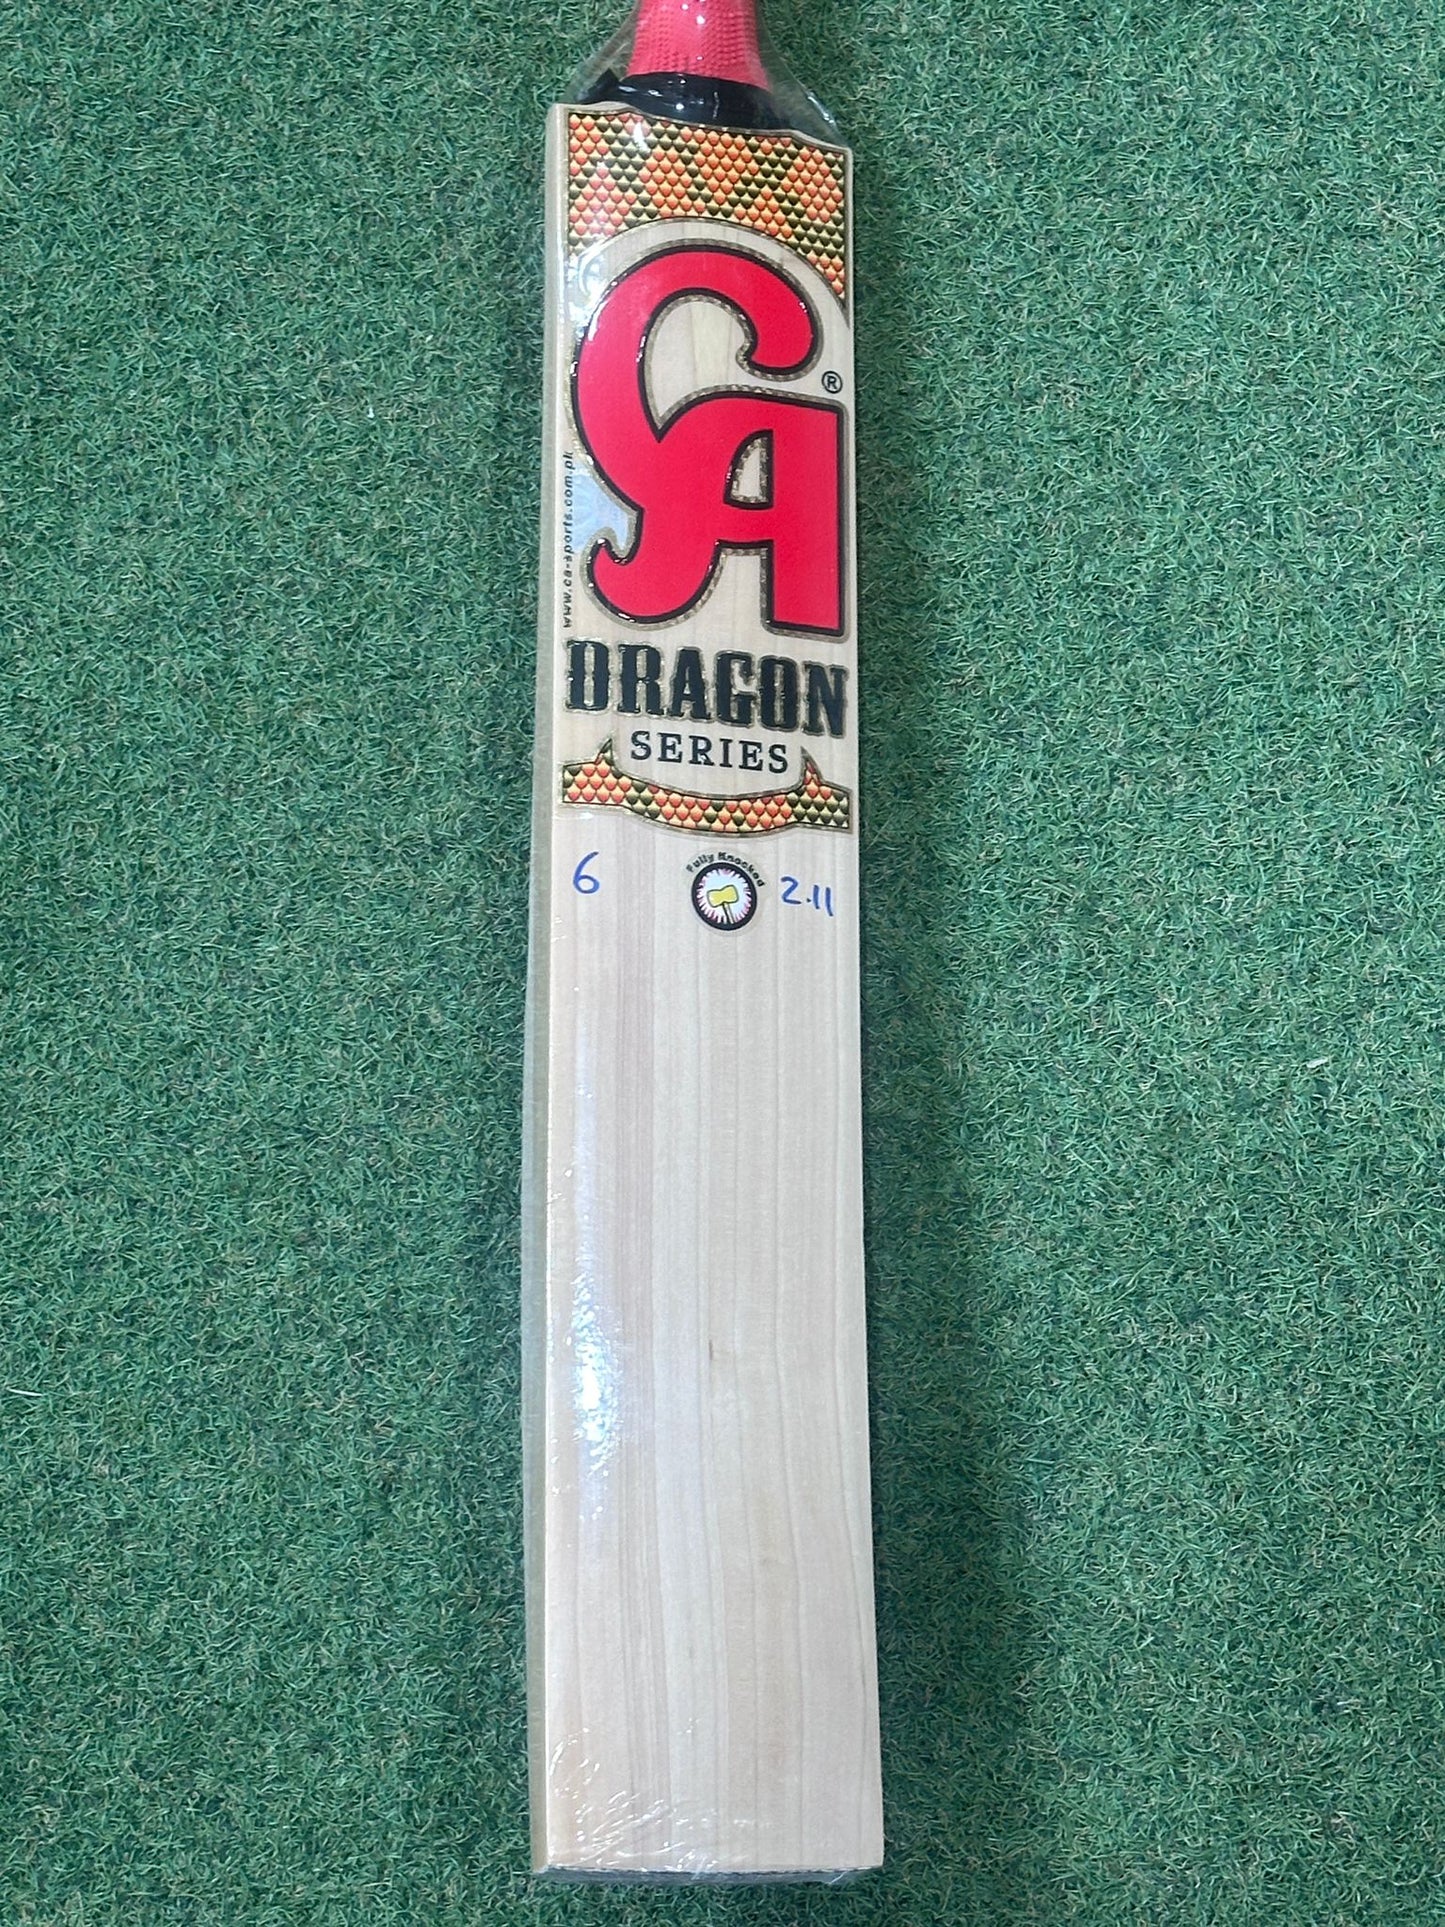 CA
®
www.ca-sports.com.pk
DRAGON
SERIES
Fully Knocked
6
2.11